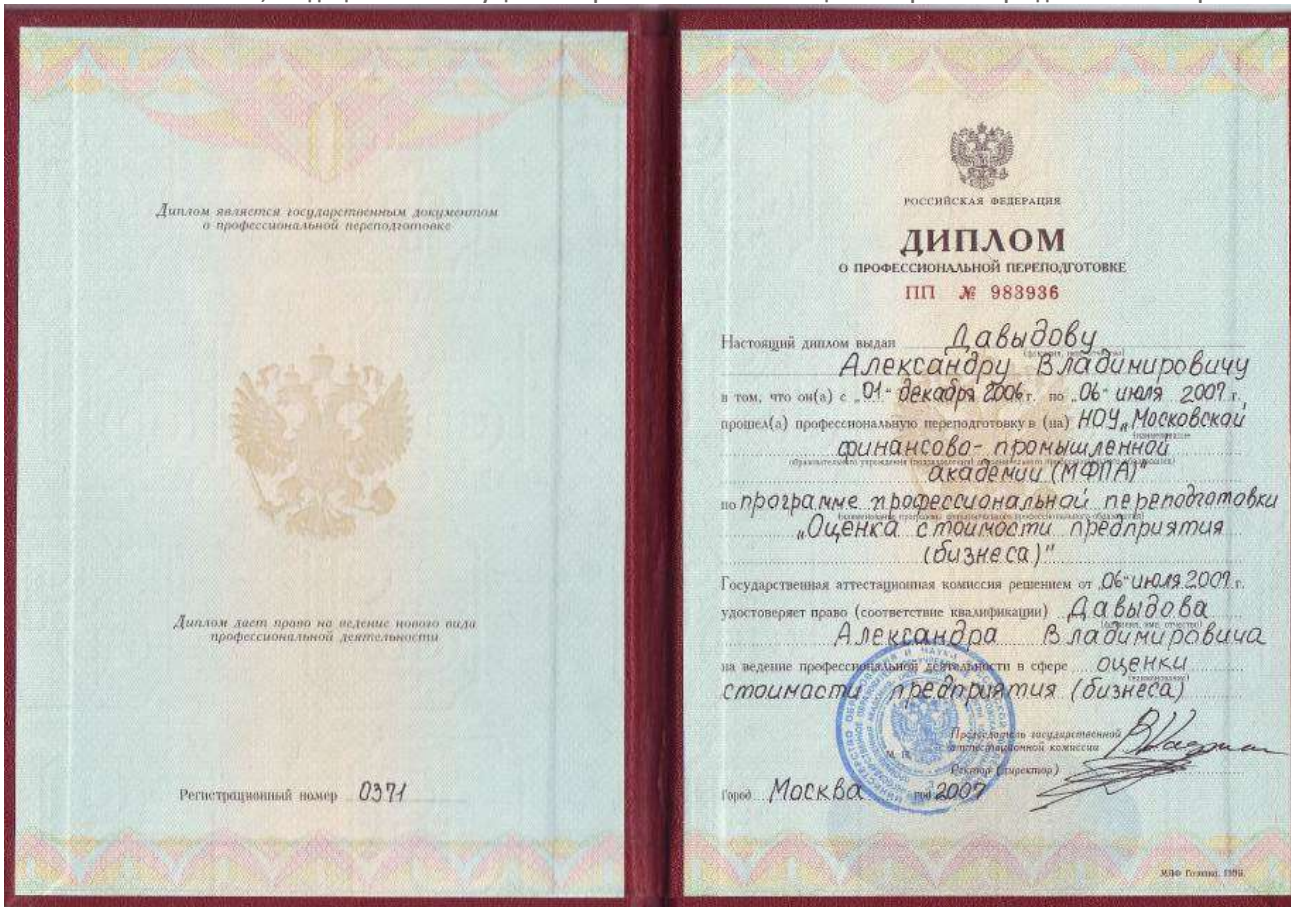 Диплом является государственным документом
о профессиональной переподготовке
Диплом дает право на ведение нового вида
профессиональной деятельности
Регистрационный номер 0371
РОССИЙСКАЯ ФЕДЕРАЦИЯ
ДИПЛОМ
О ПРОФЕССИОНАЛЬНОЙ ПЕРЕПОДГОТОВКЕ
ПП № 983936
Настоящий диплом выдан Давыдову
Александру Владимировичу
в том, что он(а) с „01" декабря 2006 г. по „06" июля 2007 г.,
прошел(а) профессиональную переподготовку в (на) НОУ „Московской
финансово-промышленной
академии (МФПА)"
по программе профессиональной переподготовки
„Оценка стоимости предприятия
(бизнеса)"
Государственная аттестационная комиссия решением от „06" июля 2007 г.
удостоверяет право (соответствие квалификации) Давыдова
(фамилия, имя, отчество)
Александра Владимировича
на ведение профессиональной деятельности в сфере оценки
стоимости предприятия (бизнеса)
Председатель государственной
аттестационной комиссии
Ректор (директор)
Город Москва год 2007